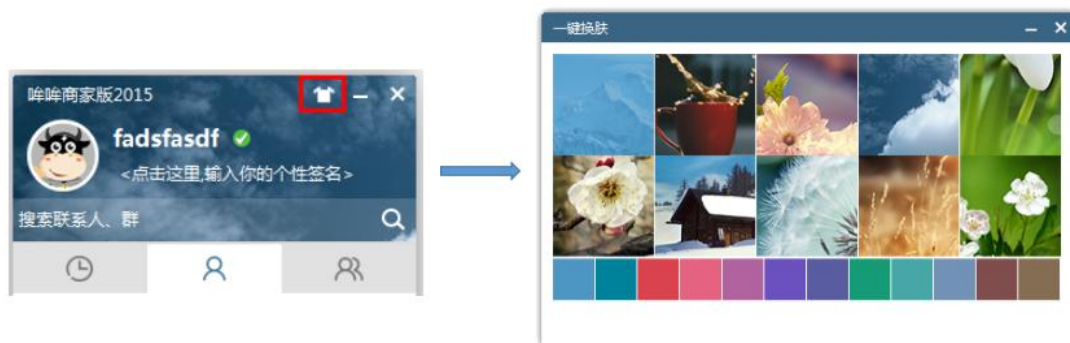 哞哞商家版2015
fadsfasdf
<点击这里,输入你的个性签名>
搜索联系人、群
一键换肤